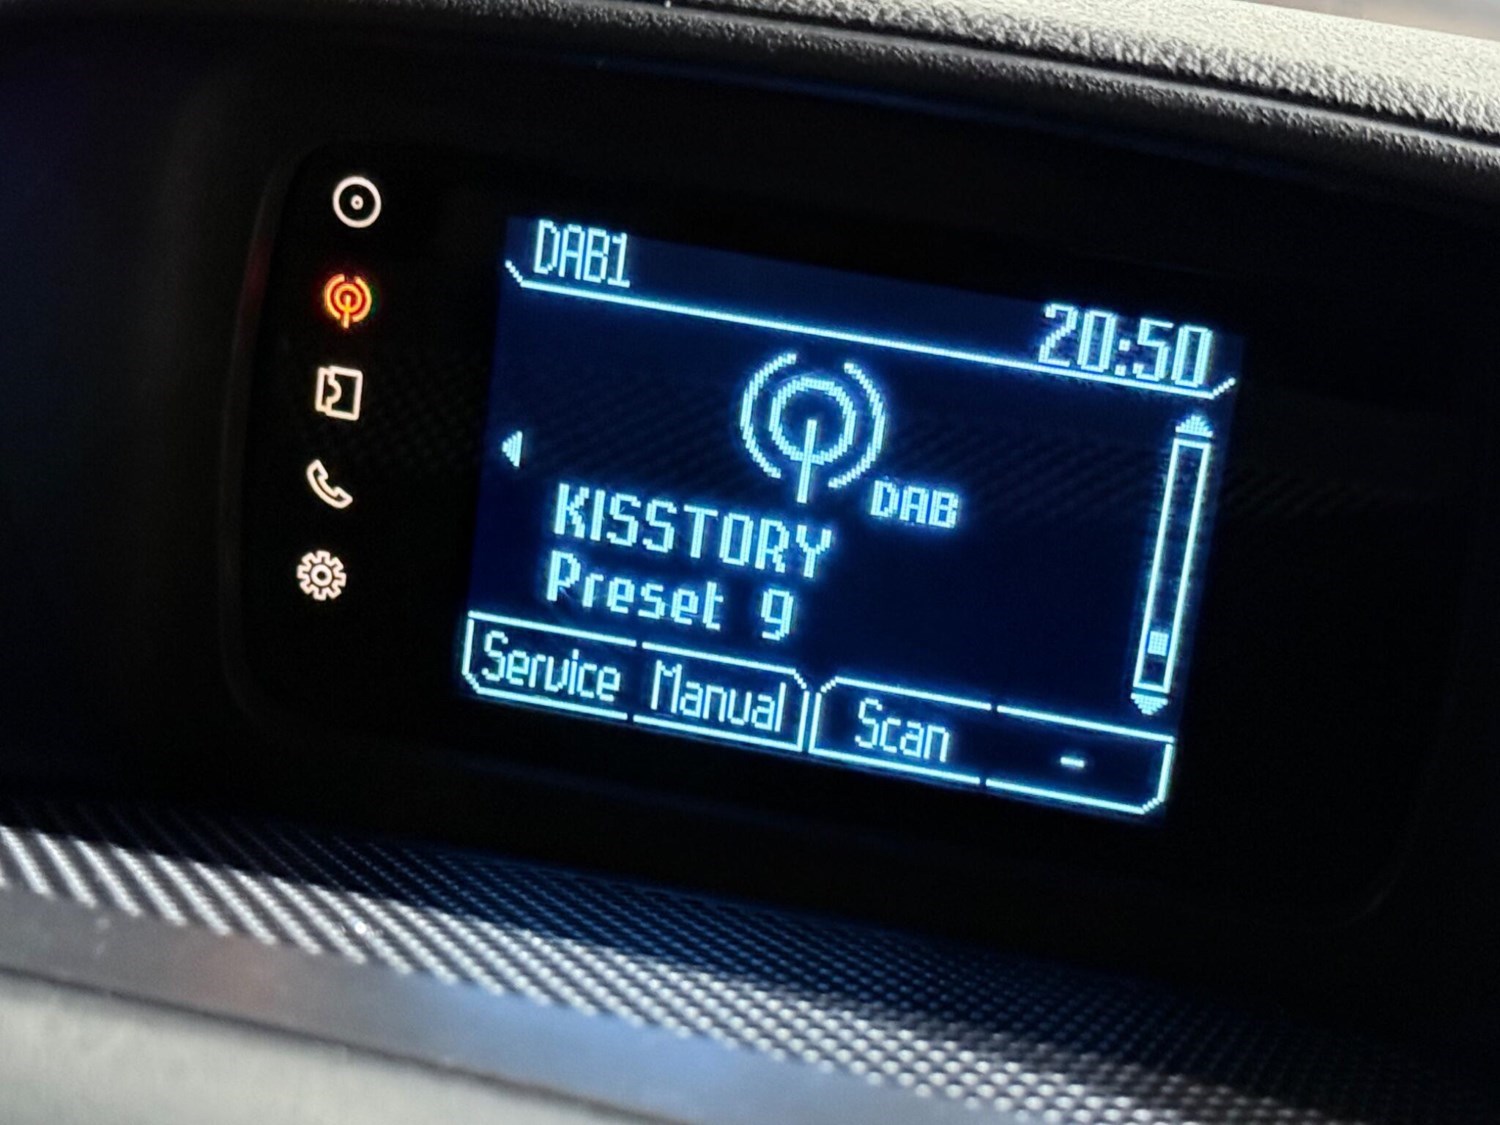 DAB1
20:50
DAB
KISSTORY
Preset 9
Service Manual Scan -